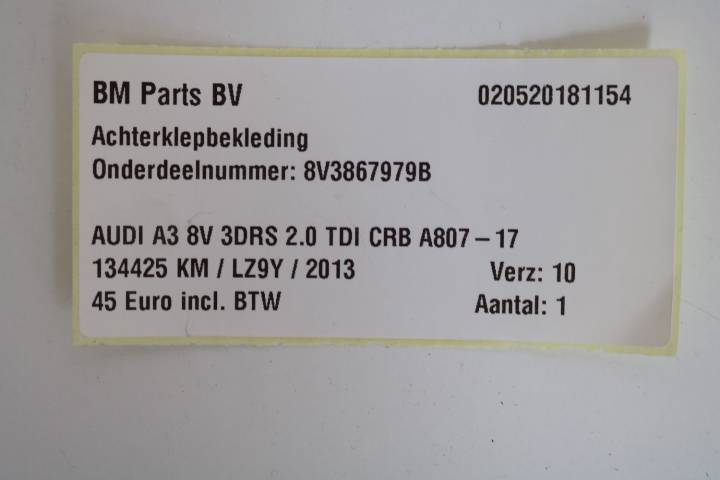 BM Parts BV 020520181154
Achterklepbekleding
Onderdeelnummer: 8V3867979B
AUDI A3 8V 3DRS 2.0 TDI CRB A807 – 17
134425 KM / LZ9Y / 2013 Verz: 10
45 Euro incl. BTW Aantal: 1